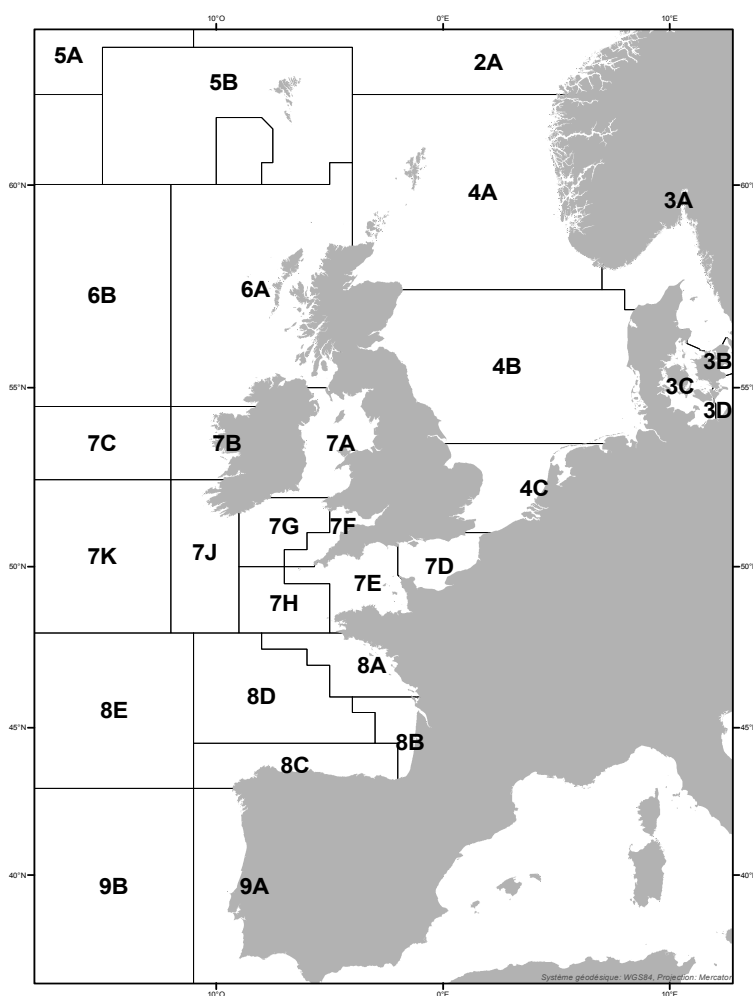 10°O 0°E 10°E
5A
2A
5B
60°N 4A 60°N
3A
6B 6A
4B
3B
55°N 3C 55°N
3D
7C 7B 7A
4C
7G 7F
7K 7J 7D
50°N 50°N
7E
7H
8A
8D
8E
45°N 8B 45°N
8C
40°N 40°N
9B 9A
Système géodésique: WGS84, Projection: Mercator
10°O 0°E 10°E